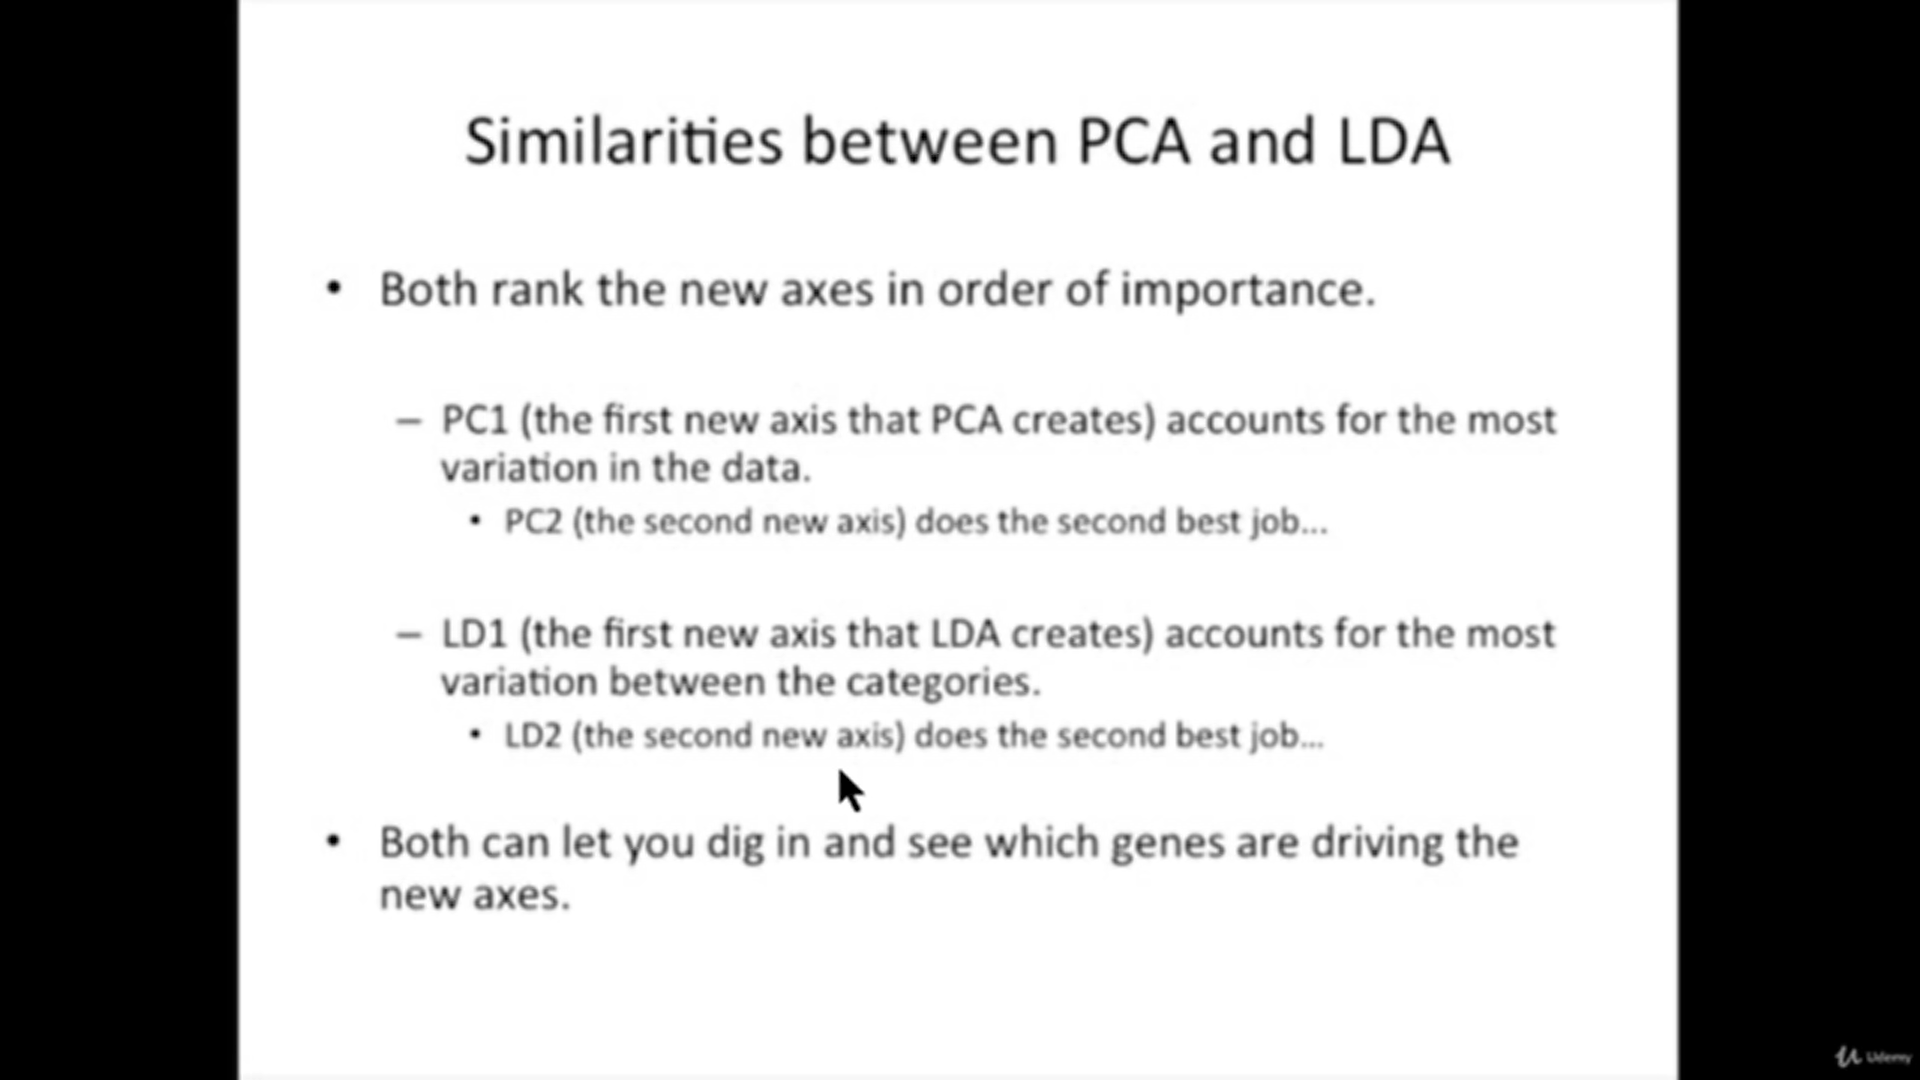 Similarities between PCA and LDA
• Both rank the new axes in order of importance.
– PC1 (the first new axis that PCA creates) accounts for the most
variation in the data.
• PC2 (the second new axis) does the second best job...
– LD1 (the first new axis that LDA creates) accounts for the most
variation between the categories.
• LD2 (the second new axis) does the second best job...
• Both can let you dig in and see which genes are driving the
new axes.
Udemy